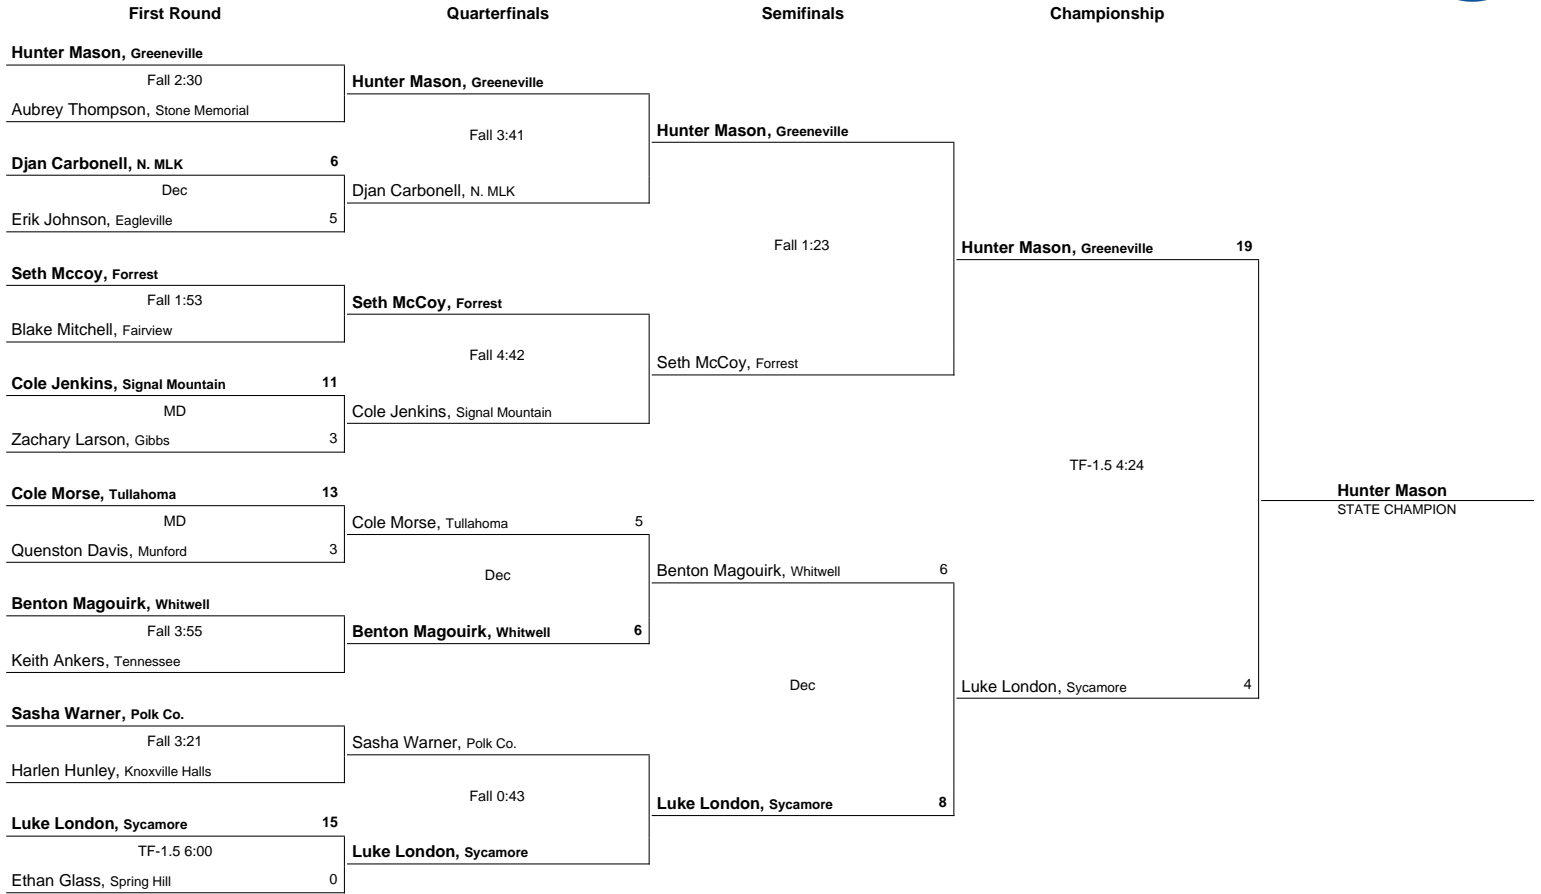 First Round Quarterfinals Semifinals Championship
Hunter Mason, Greeneville
Fall 2:30
Aubrey Thompson, Stone Memorial
Djan Carbonell, N. MLK 6
Dec
Erik Johnson, Eagleville 5
Seth Mccoy, Forrest
Fall 1:53
Blake Mitchell, Fairview
Cole Jenkins, Signal Mountain 11
MD
Zachary Larson, Gibbs 3
Cole Morse, Tullahoma 13
MD
Quenston Davis, Munford 3
Benton Magouirk, Whitwell
Fall 3:55
Keith Ankers, Tennessee
Sasha Warner, Polk Co.
Fall 3:21
Harlen Hunley, Knoxville Halls
Luke London, Sycamore 15
TF-1.5 6:00
Ethan Glass, Spring Hill 0
Hunter Mason, Greeneville
Fall 3:41
Djan Carbonell, N. MLK
Seth McCoy, Forrest
Fall 4:42
Cole Jenkins, Signal Mountain
Cole Morse, Tullahoma 5
Dec
Benton Magouirk, Whitwell 6
Sasha Warner, Polk Co.
Fall 0:43
Luke London, Sycamore
Hunter Mason, Greeneville
Fall 1:23
Seth McCoy, Forrest
Benton Magouirk, Whitwell 6
Dec
Luke London, Sycamore 8
Hunter Mason, Greeneville 19
TF-1.5 4:24
Luke London, Sycamore 4
Hunter Mason
STATE CHAMPION